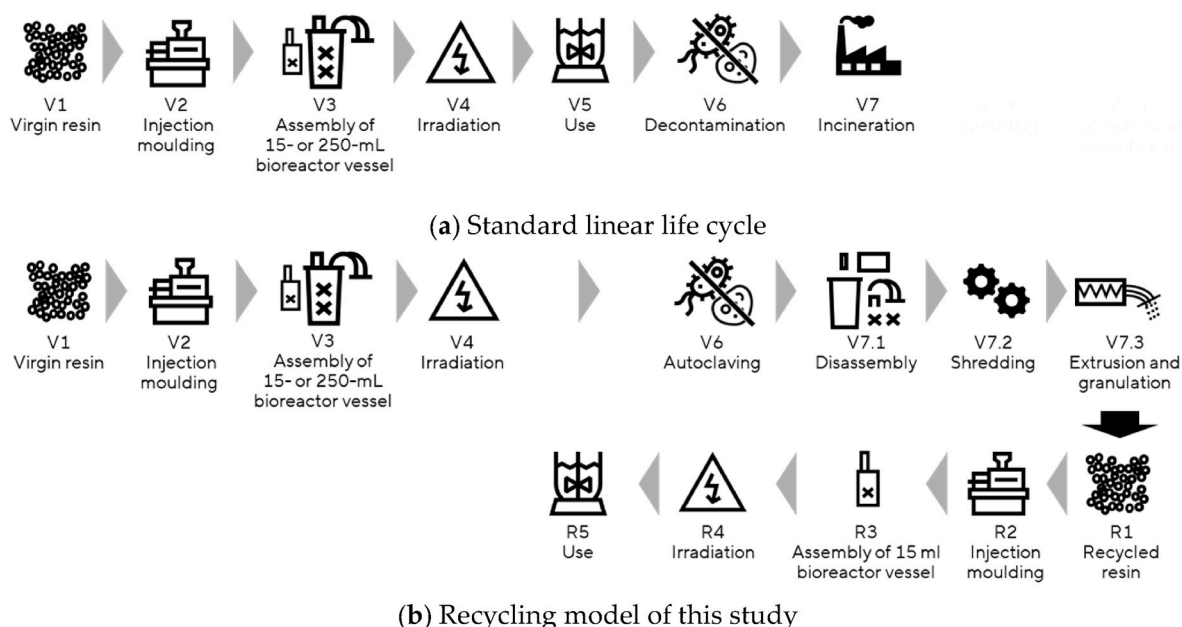 V1 V2 V3 V4 V5 V6 V7
Virgin resin Injection Assembly of Irradiation Use Decontamination Incineration
moulding 15- or 250-mL
bioreactor vessel
(a) Standard linear life cycle
V1 V2 V3 V4 V6 V7.1 V7.2 V7.3
Virgin resin Injection Assembly of Irradiation Autoclaving Disassembly Shredding Extrusion and
moulding 15- or 250-mL granulation
bioreactor vessel
R5 R4 R3 R2 R1
Use Irradiation Assembly of 15 ml Injection Recycled
bioreactor vessel moulding resin
(b) Recycling model of this study